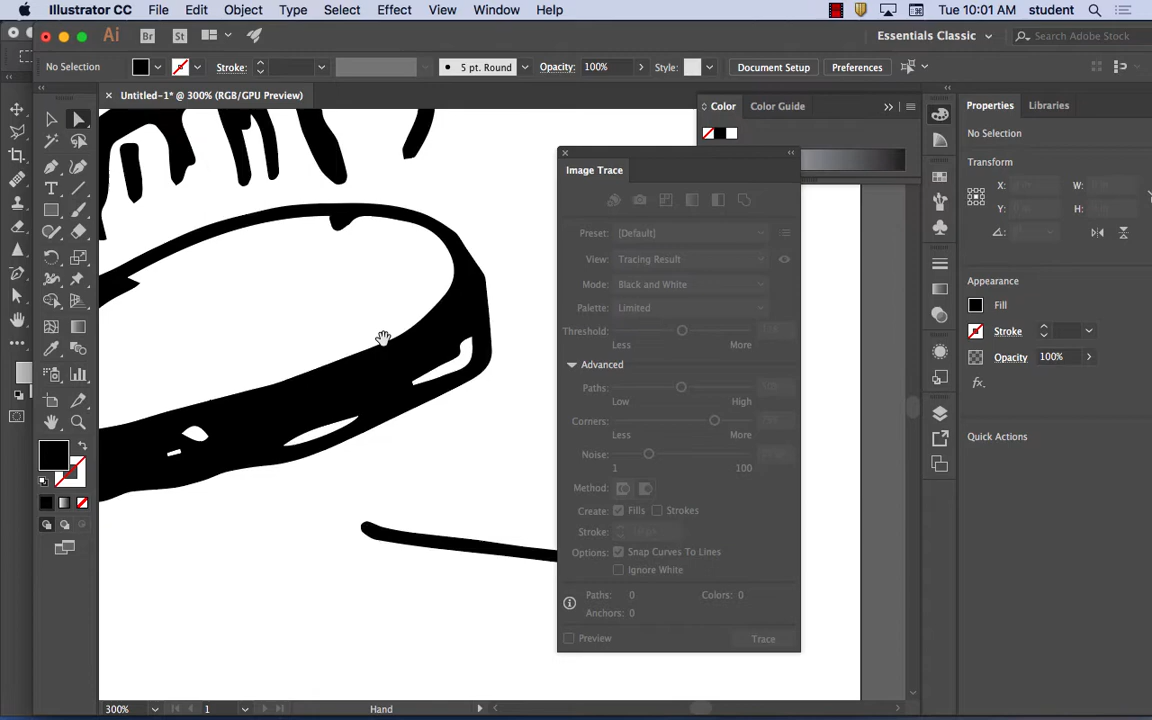 Illustrator CC File Edit Object Type Select Effect View Window Help Tue 10:01 AM student
Ai Br St Essentials Classic Search Adobe Stock
No Selection Stroke: 5 pt. Round Opacity: 100% Style: Document Setup Preferences
× Untitled-1* @ 300% (RGB/GPU Preview)
Color Color Guide
Properties Libraries
No Selection
Transform
X: W:
Y: H:
Appearance
Fill
Stroke
Opacity 100%
fx.
Quick Actions
Image Trace
Preset: [Default]
View: Tracing Result
Mode: Black and White
Palette: Limited
Threshold:
Less More
Advanced
Paths:
Low High
Corners:
Less More
Noise:
1 100
Method:
Create: Fills Strokes
Stroke:
Options: Snap Curves To Lines
Ignore White
Paths: 0 Colors: 0
Anchors: 0
Preview Trace
300% 1 Hand